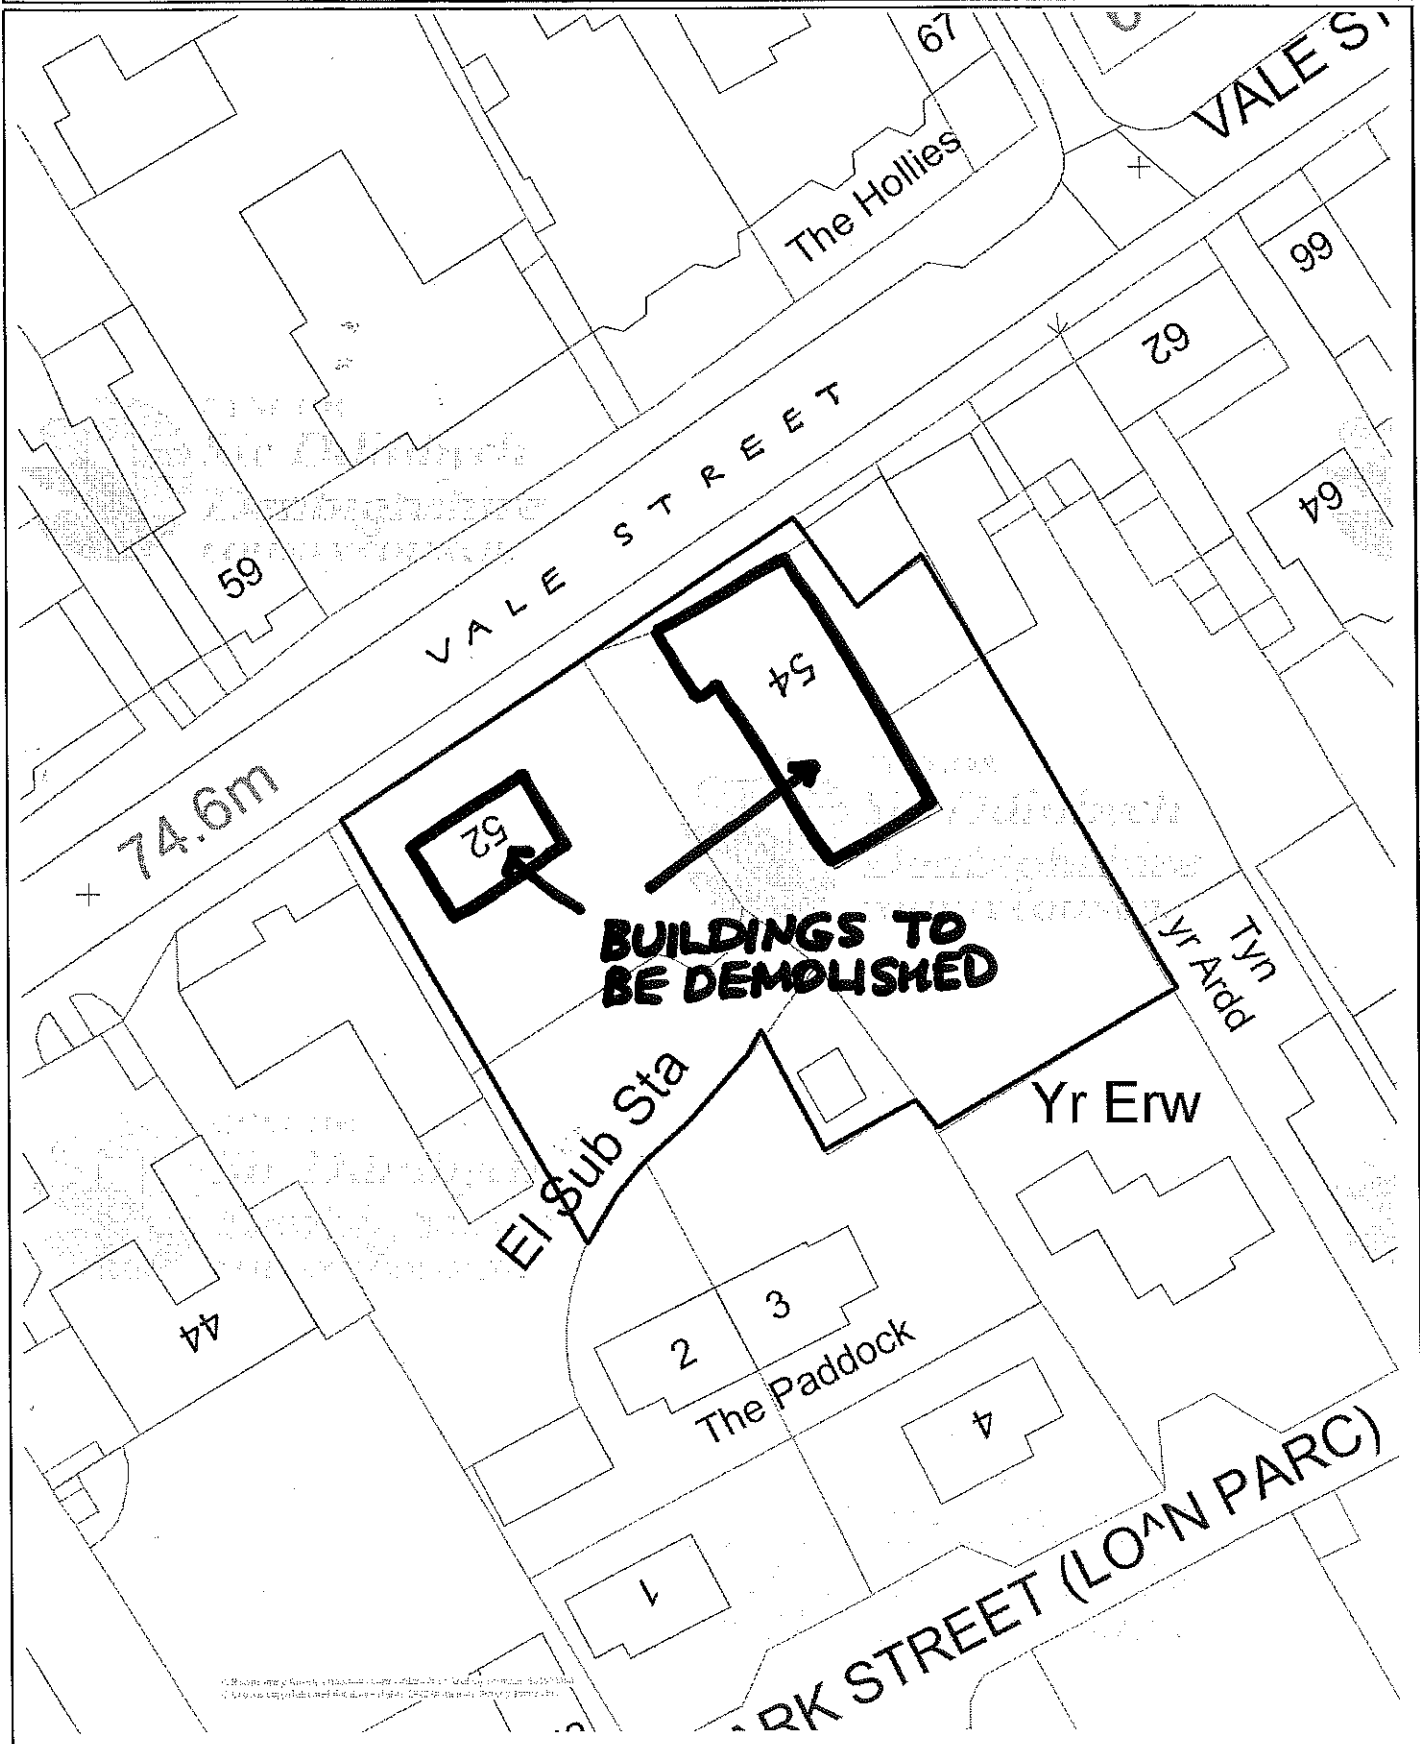 67
VALE ST
The Hollies
66
62
VALE STREET
64
59
54
74.6m
52
BUILDINGS TO
BE DEMOLISHED
Tyn
yr Ardd
El Sub Sta
Yr Erw
44
3
2
The Paddock
4
1
ARK STREET (LO^N PARC)